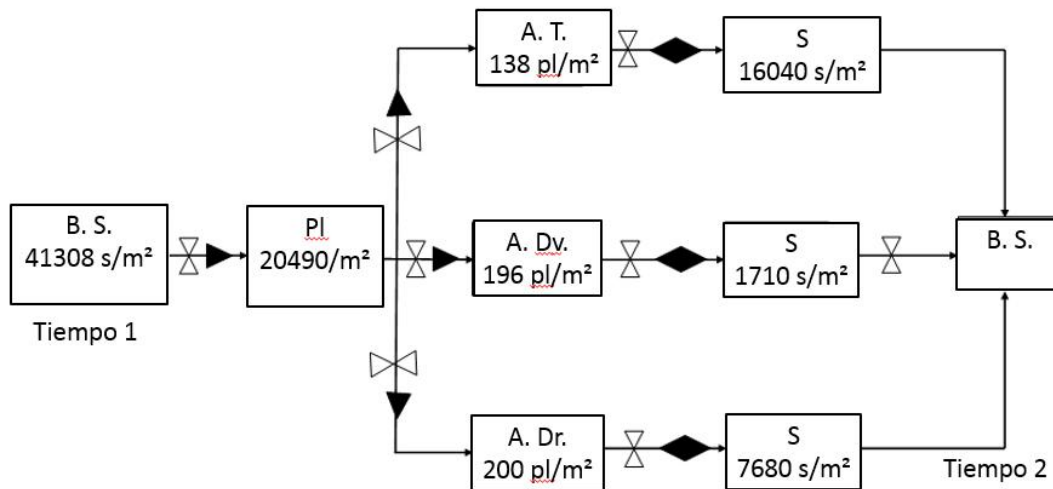 A. T.
138 pl/m²
S
16040 s/m²
B. S.
41308 s/m²
Tiempo 1
Pl
20490/m²
A. Dv.
196 pl/m²
S
1710 s/m²
B. S.
A. Dr.
200 pl/m²
S
7680 s/m²
Tiempo 2